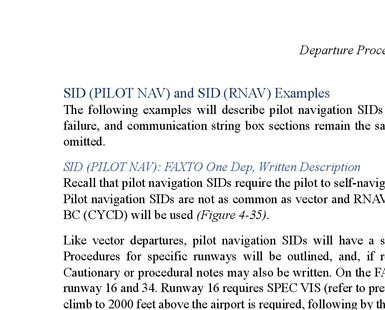 Departure Proce
SID (PILOT NAV) and SID (RNAV) Examples
The following examples will describe pilot navigation SIDs
failure, and communication string box sections remain the sa
omitted.
SID (PILOT NAV): FAXTO One Dep, Written Description
Recall that pilot navigation SIDs require the pilot to self-navig
Pilot navigation SIDs are not as common as vector and RNAV
BC (CYCD) will be used (Figure 4-35).
Like vector departures, pilot navigation SIDs will have a s
Procedures for specific runways will be outlined, and, if r
Cautionary or procedural notes may also be written. On the FA
runway 16 and 34. Runway 16 requires SPEC VIS (refer to pre
climb to 2000 feet above the airport is required, following by th